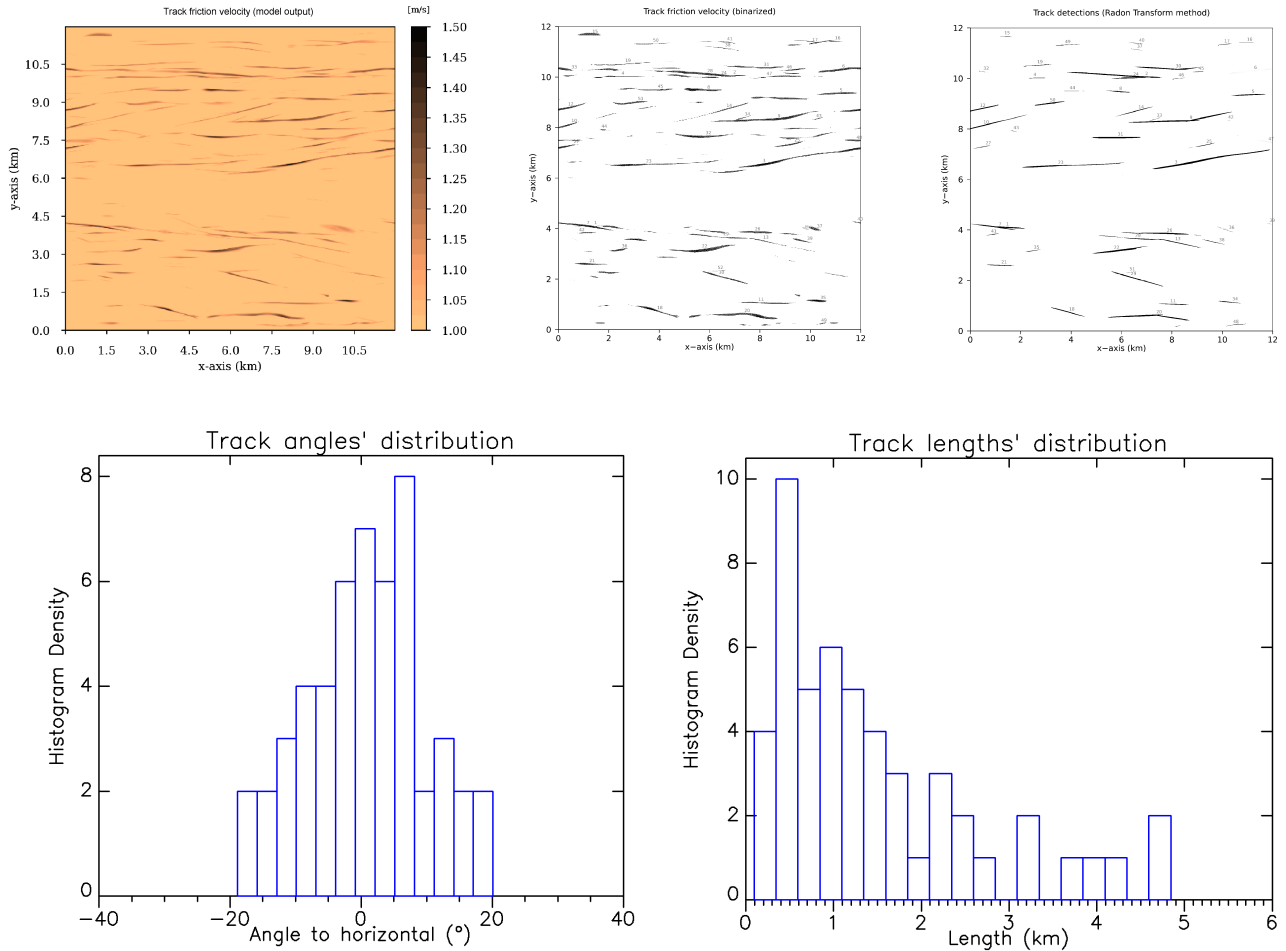 Track friction velocity (model output)
[m/s]
1.50
1.40
1.30
1.20
1.15
1.10
1.05
1.00
10.5
9.0
7.5
6.0
4.5
3.0
1.5
0.0
y-axis (km)
0.0 1.5 3.0 4.5 6.0 7.5 9.0 10.5
x-axis (km)
Track friction velocity (binarized)
12
10
8
6
4
2
0
y−axis (km)
0 2 4 6 8 10 12
x−axis (km)
Track detections (Radon Transform method)
12
10
8
6
4
2
0
y−axis (km)
0 2 4 6 8 10 12
x−axis (km)
Track angles' distribution
8
6
4
2
0
Histogram Density
−40 −20 0 20 40
Angle to horizontal (°)
Track lengths' distribution
10
8
6
4
2
0
Histogram Density
0 1 2 3 4 5 6
Length (km)